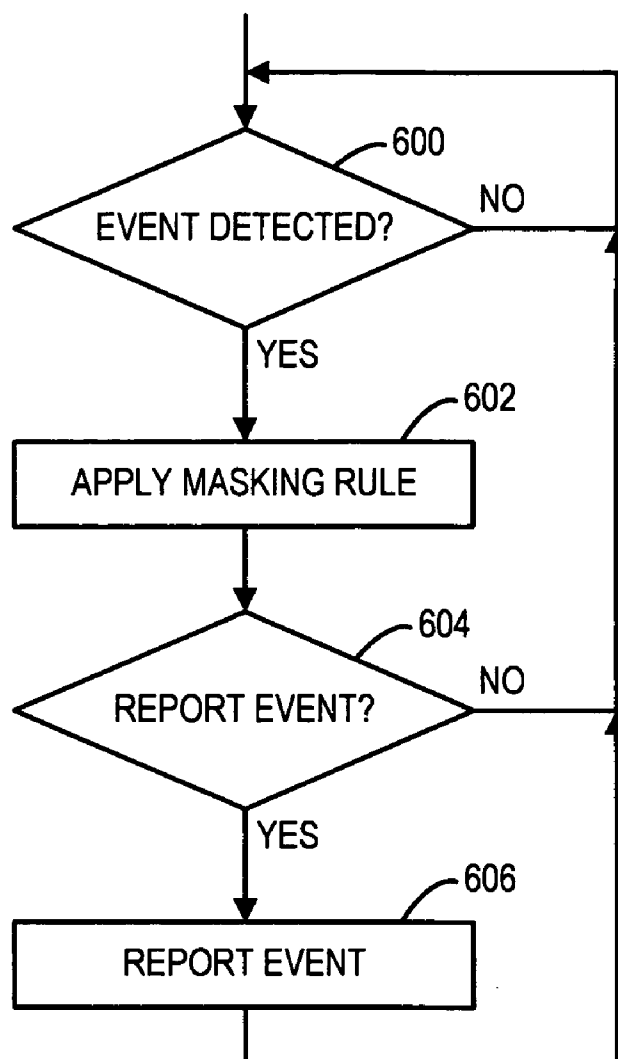 600
EVENT DETECTED?
NO
YES
602
APPLY MASKING RULE
604
REPORT EVENT?
NO
YES
606
REPORT EVENT